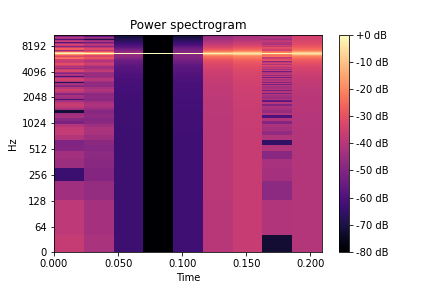 Power spectrogram
Hz
8192
4096
2048
1024
512
256
128
64
0
0.000 0.050 0.100 0.150 0.200
Time
+0 dB
-10 dB
-20 dB
-30 dB
-40 dB
-50 dB
-60 dB
-70 dB
-80 dB